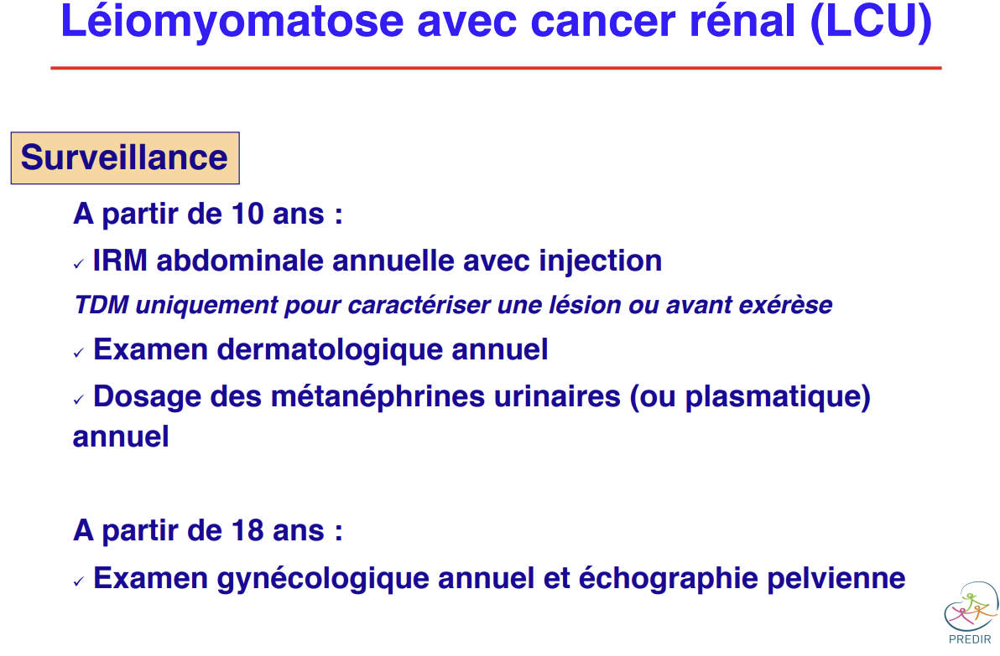 Léiomyomatose avec cancer rénal (LCU)
Surveillance
A partir de 10 ans :
✓ IRM abdominale annuelle avec injection
TDM uniquement pour caractériser une lésion ou avant exérèse
✓ Examen dermatologique annuel
✓ Dosage des métanéphrines urinaires (ou plasmatique)
annuel
A partir de 18 ans :
✓ Examen gynécologique annuel et échographie pelvienne
PREDIR